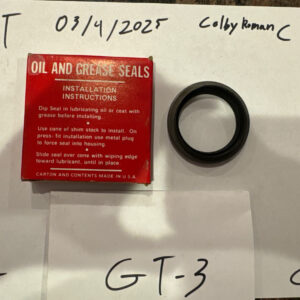 T 03/4/2025 Colby Roman C
OIL AND GREASE SEALS
INSTALLATION
INSTRUCTIONS
Dip Seal in lubricating oil or coat with
grease before installing.
Use cone of shim stock to install. On
press- fit installation use metal plug
to force seal into housing.
Slide seal over cone with wiping edge
toward lubricant, until in place.
CARTON AND CONTENTS MADE IN U.S.A.
GT-3